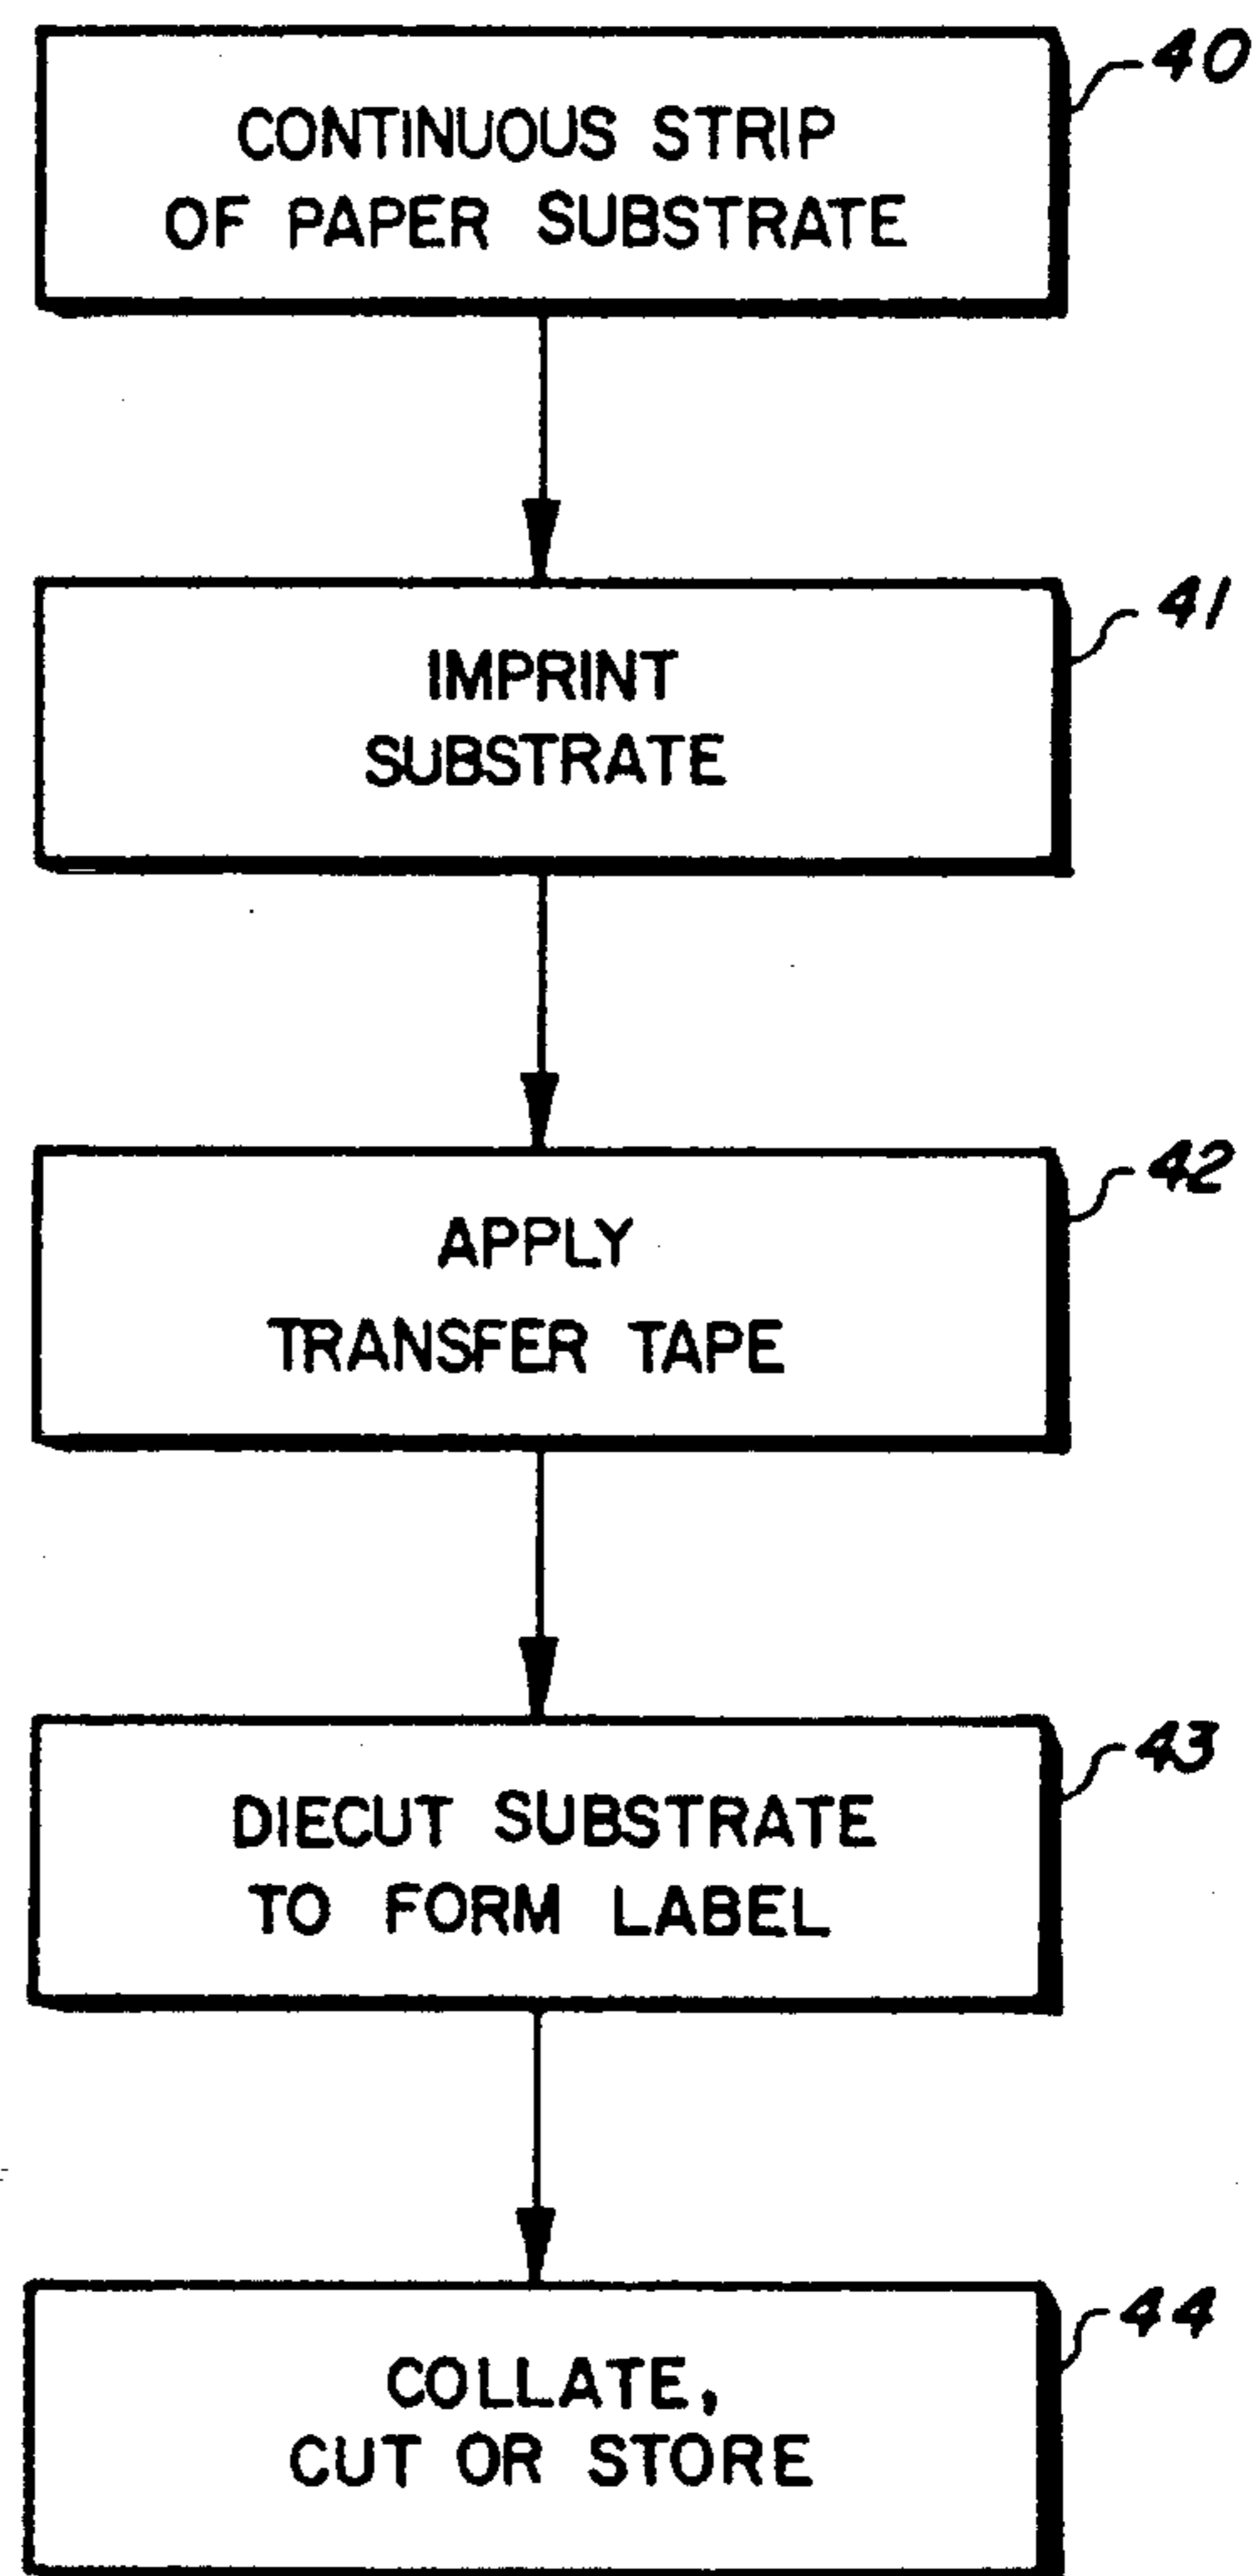 CONTINUOUS STRIP
OF PAPER SUBSTRATE
40
IMPRINT
SUBSTRATE
41
APPLY
TRANSFER TAPE
42
DIECUT SUBSTRATE
TO FORM LABEL
43
COLLATE,
CUT OR STORE
44